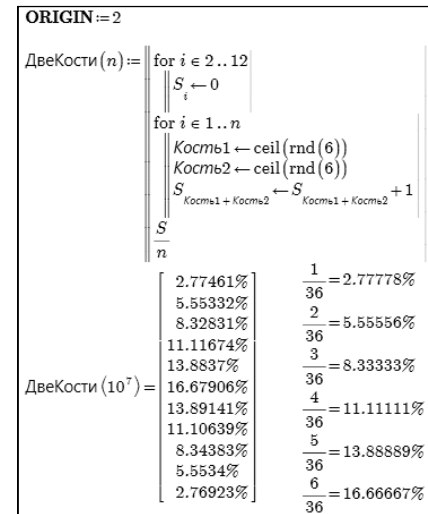 ORIGIN:=2
ДвеКости(n):= for i ∈ 2..12
S_i ← 0
for i ∈ 1..n
Кость1 ← ceil(rnd(6))
Кость2 ← ceil(rnd(6))
S_Кость1+Кость2 ← S_Кость1+Кость2 + 1
S/n
ДвеКости(10^7)=
2.77461%
5.55332%
8.32831%
11.11674%
13.8837%
16.67906%
13.89141%
11.10639%
8.34383%
5.5534%
2.76923%
1/36=2.77778%
2/36=5.55556%
3/36=8.33333%
4/36=11.11111%
5/36=13.88889%
6/36=16.66667%